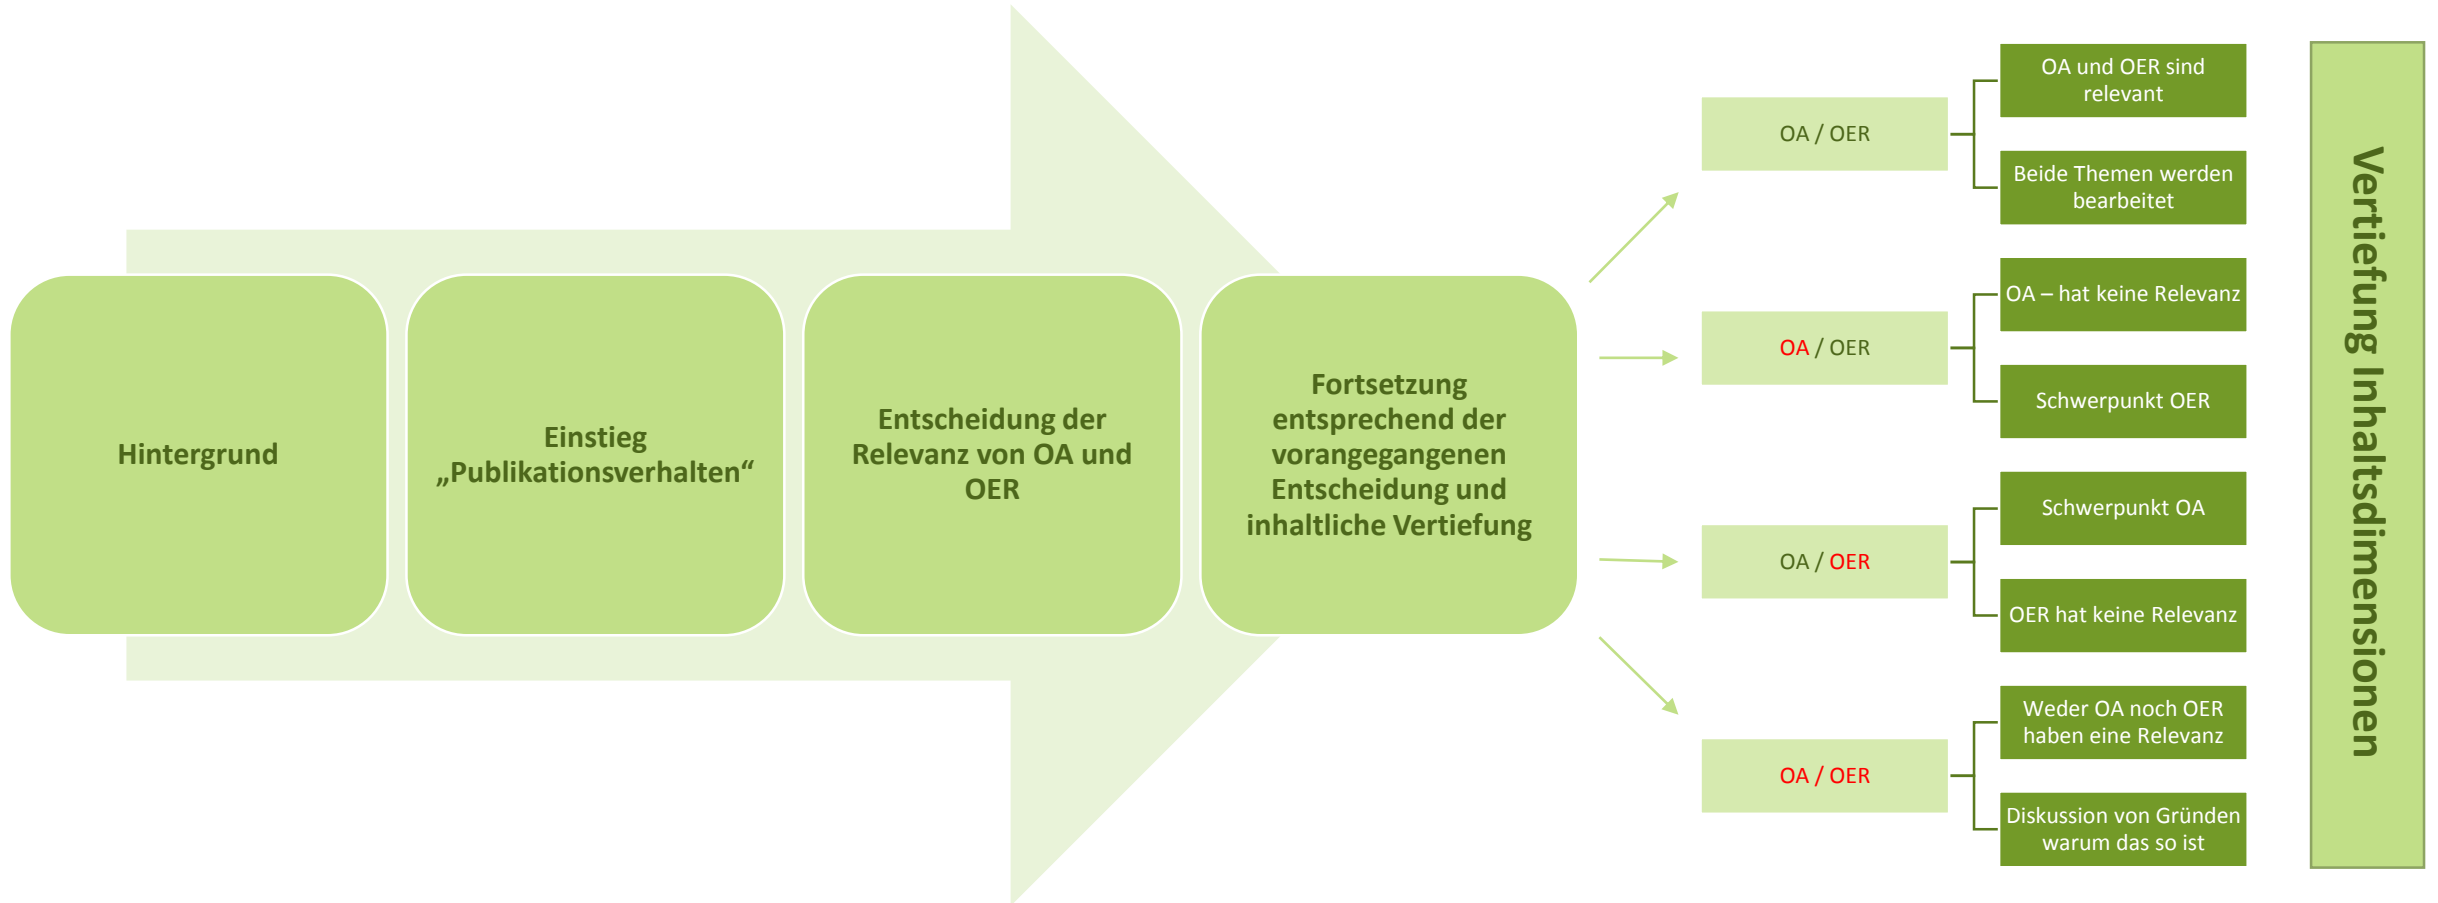 Hintergrund
Einstieg
„Publikationsverhalten“
Entscheidung der
Relevanz von OA und
OER
Fortsetzung
entsprechend der
vorangegangenen
Entscheidung und
inhaltliche Vertiefung
OA / OER
OA und OER sind
relevant
Beide Themen werden
bearbeitet
OA / OER
OA – hat keine Relevanz
Schwerpunkt OER
OA / OER
Schwerpunkt OA
OER hat keine Relevanz
OA / OER
Weder OA noch OER
haben eine Relevanz
Diskussion von Gründen
warum das so ist
Vertiefung Inhaltsdimensionen